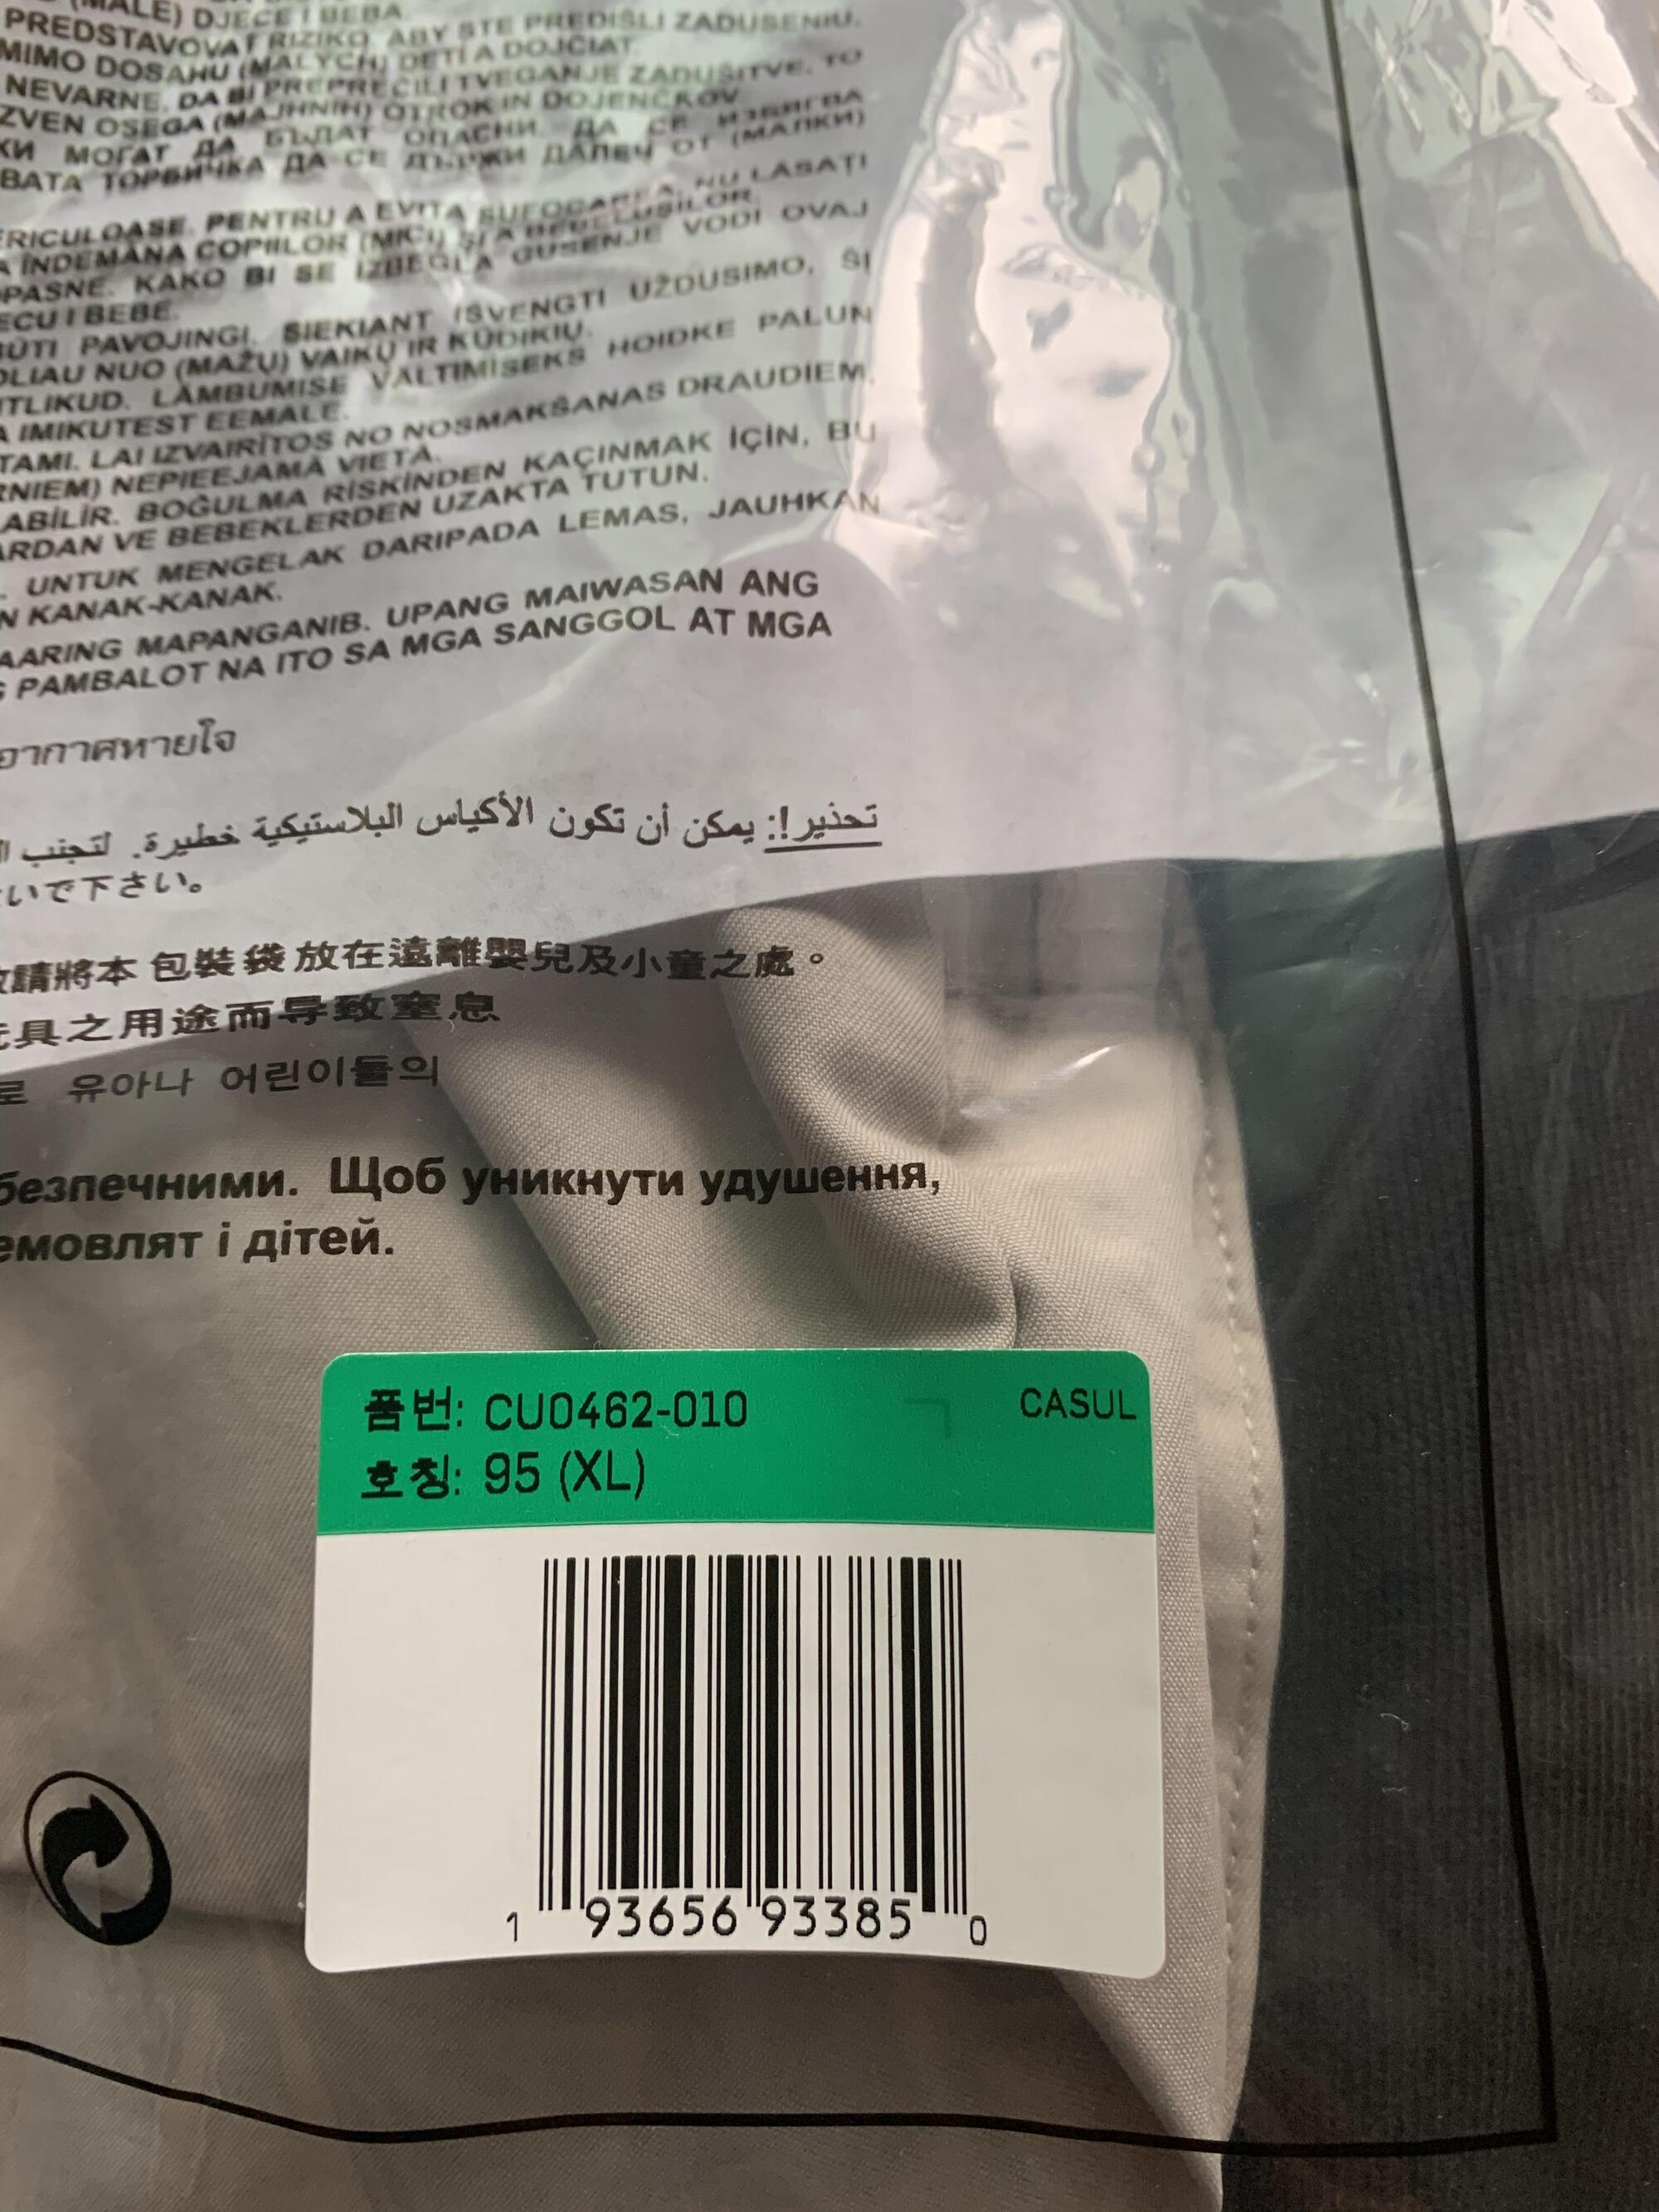 (MALE) DJECE I BEBA.
PREDSTAVOVAŤ RIZIKO. ABY STE PREDIŠLI ZADUSENIU,
MIMO DOSAHU (MALÝCH) DETÍ A DOJČIAT.
NEVARNE. DA BI PREPREČILI TVEGANJE ZADUŠITVE, TO
ZVEN OSEGA (MAJHNIH) OTROK IN DOJENČKOV.
КИ МОГАТ ДА БЪДАТ ОПАСНИ. ДА СЕ ИЗБЯГВА
ВАТА ТОРБИЧКА ДА СЕ ДЪРЖИ ДАЛЕЧ ОТ (МАЛКИ)
ERICULOASE. PENTRU A EVITA SUFOCAREA, NU LĂSAȚI
A ÎNDEMÂNA COPIILOR (MICI) ȘI A BEBELUȘILOR.
OPASNE. KAKO BI SE IZBEGLA GUŠENJE VODI OVAJ
ECU I BEBE.
BŪTI PAVOJINGI. SIEKIANT IŠVENGTI UŽDUSIMO, ŠĮ
OLIAU NUO (MAŽŲ) VAIKŲ IR KŪDIKIŲ.
TLIKUD. LÄMBUMISE VÄLTIMISEKS HOIDKE PALUN
A IMIKUTEST EEMALE.
TAMI. LAI IZVAIRĪTOS NO NOSMAKŠANAS DRAUDIEM,
RNIEM) NEPIEEJAMĀ VIETĀ.
LABİLİR. BOĞULMA RİSKİNDEN KAÇINMAK İÇİN, BU
ARDAN VE BEBEKLERDEN UZAKTA TUTUN.
. UNTUK MENGELAK DARIPADA LEMAS, JAUHKAN
N KANAK-KANAK.
AARING MAPANGANIB. UPANG MAIWASAN ANG
G PAMBALOT NA ITO SA MGA SANGGOL AT MGA
อากาศหายใจ
تحذير!: يمكن أن تكون الأكياس البلاستيكية خطيرة. لتجنب
いで下さい。
故請將本 包裝袋 放在遠離嬰兒及小童之處。
玩具之用途而导致窒息
로 유아나 어린이들의
безпечними. Щоб уникнути удушення,
емовлят і дітей.
품번: CU0462-010 CASUL
호칭: 95 (XL)
1 93656 93385 0